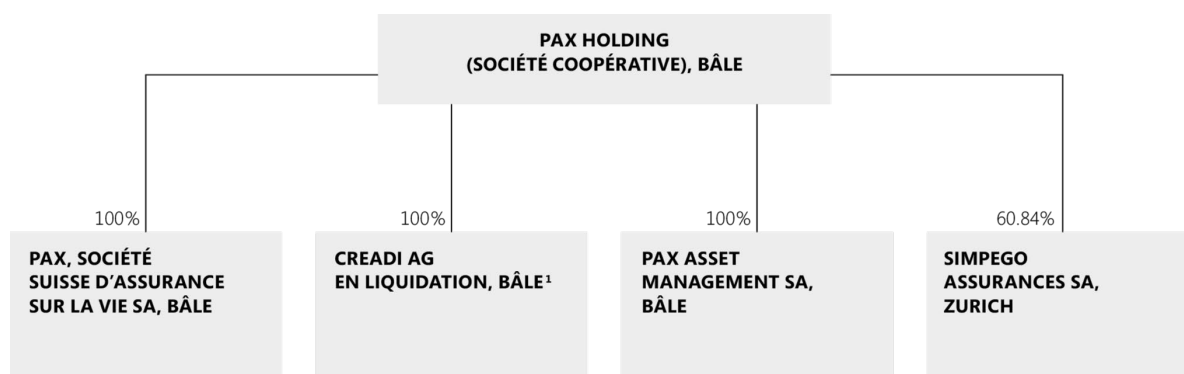 PAX HOLDING
(SOCIÉTÉ COOPÉRATIVE), BÂLE
100%
100%
100%
60.84%
PAX, SOCIÉTÉ
SUISSE D’ASSURANCE
SUR LA VIE SA, BÂLE
CREADI AG
EN LIQUIDATION, BÂLE¹
PAX ASSET
MANAGEMENT SA,
BÂLE
SIMPEGO
ASSURANCES SA,
ZURICH